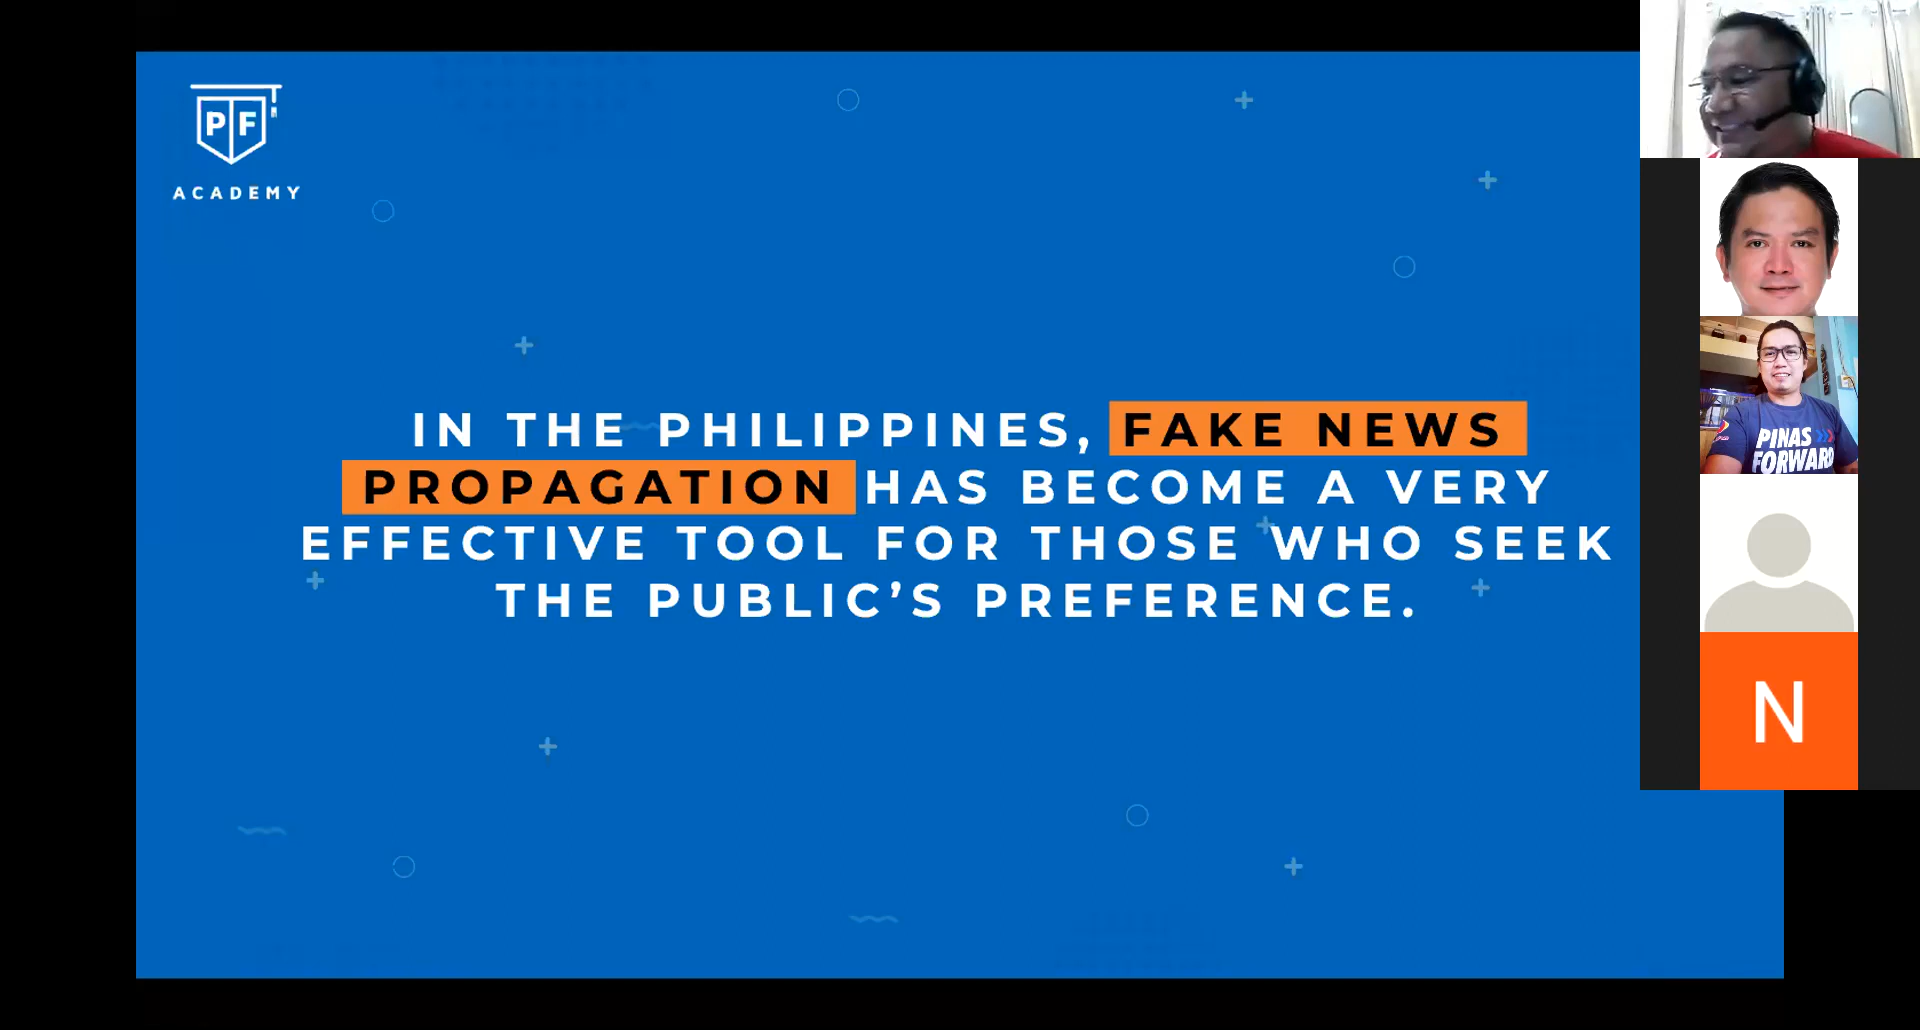 PF
ACADEMY
IN THE PHILIPPINES, FAKE NEWS
PROPAGATION HAS BECOME A VERY
EFFECTIVE TOOL FOR THOSE WHO SEEK
THE PUBLIC’S PREFERENCE.
PINAS
FORWARD
N